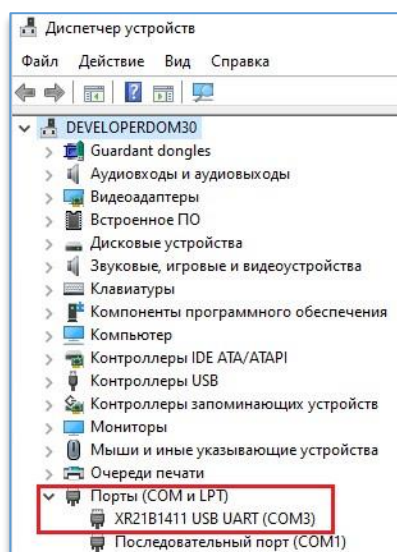 Диспетчер устройств
Файл Действие Вид Справка
DEVELOPERDOM30
Guardant dongles
Аудиовходы и аудиовыходы
Видеоадаптеры
Встроенное ПО
Дисковые устройства
Звуковые, игровые и видеоустройства
Клавиатуры
Компоненты программного обеспечения
Компьютер
Контроллеры IDE ATA/ATAPI
Контроллеры USB
Контроллеры запоминающих устройств
Мониторы
Мыши и иные указывающие устройства
Очереди печати
Порты (COM и LPT)
XR21B1411 USB UART (COM3)
Последовательный порт (COM1)